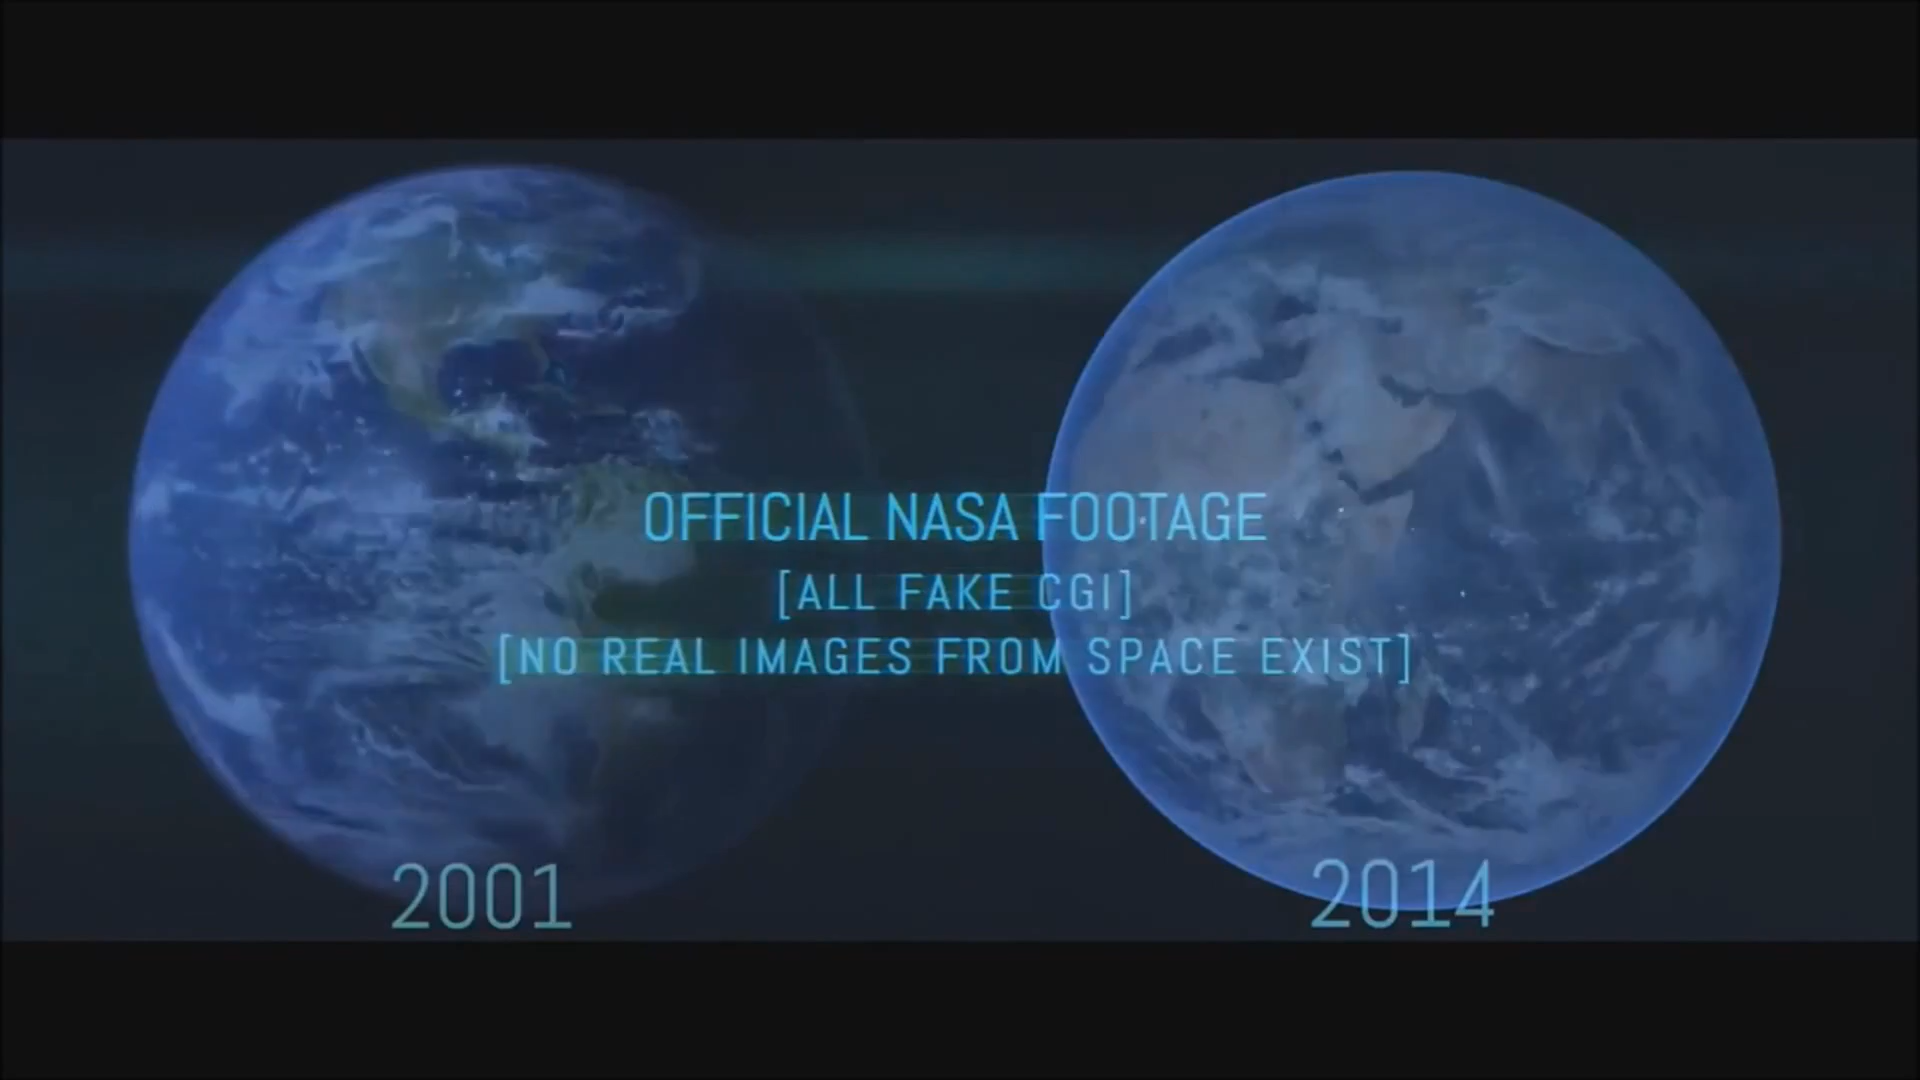 OFFICIAL NASA FOOTAGE
[ALL FAKE CGI]
[NO REAL IMAGES FROM SPACE EXIST]
2001
2014